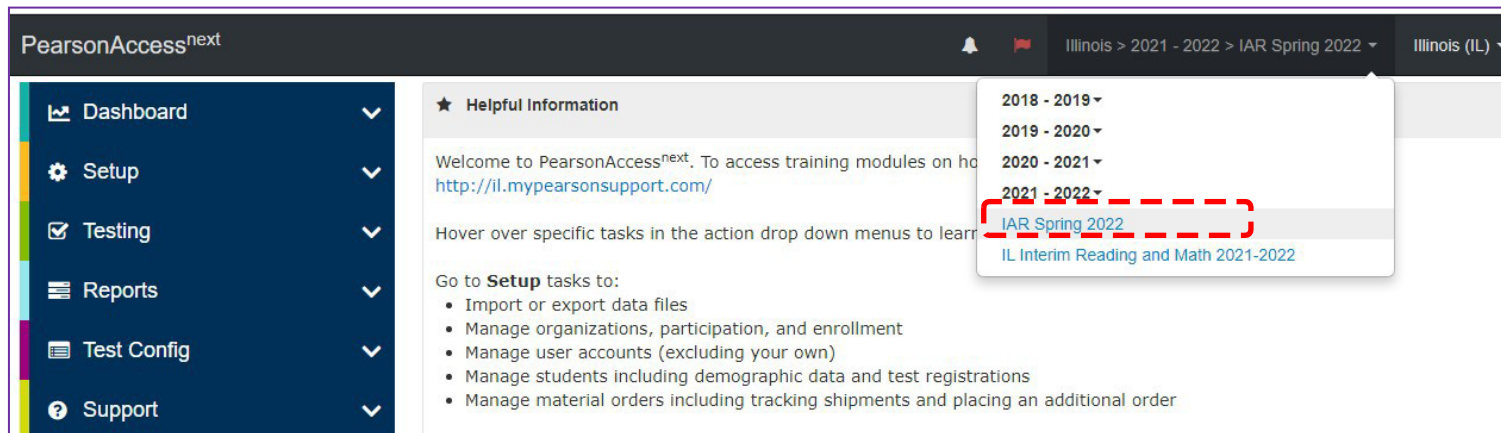 PearsonAccessnext
Illinois > 2021 - 2022 > IAR Spring 2022
Illinois (IL)
Dashboard
Setup
Testing
Reports
Test Config
Support
Helpful Information
Welcome to PearsonAccessnext. To access training modules on ho
http://il.mypearsonsupport.com/
Hover over specific tasks in the action drop down menus to lear
Go to Setup tasks to:
• Import or export data files
• Manage organizations, participation, and enrollment
• Manage user accounts (excluding your own)
• Manage students including demographic data and test registrations
• Manage material orders including tracking shipments and placing an additional order
2018 - 2019
2019 - 2020
2020 - 2021
2021 - 2022
IAR Spring 2022
IL Interim Reading and Math 2021-2022